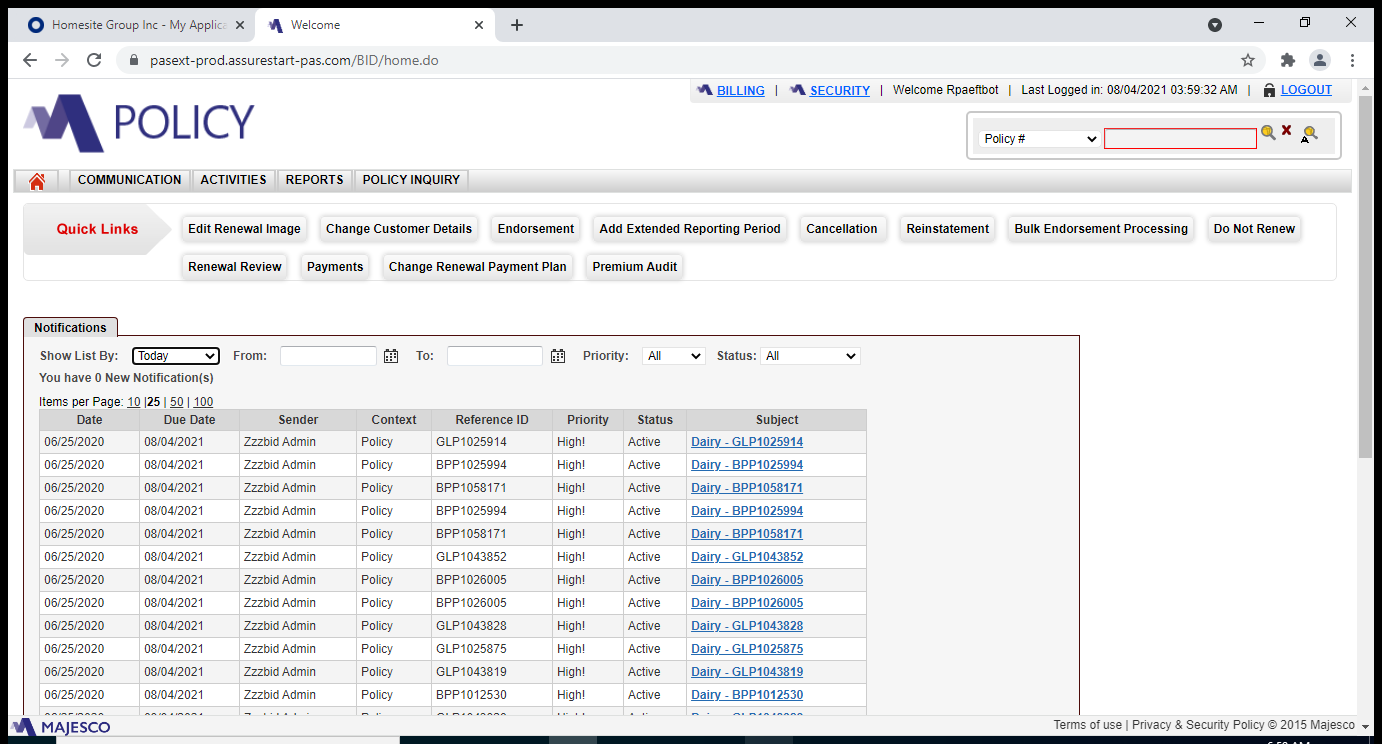 Homesite Group Inc - My Applica
Welcome
pasext-prod.assurestart-pas.com/BID/home.do
BILLING | SECURITY | Welcome Rpaeftbot | Last Logged in: 08/04/2021 03:59:32 AM | LOGOUT
POLICY
Policy #
COMMUNICATION ACTIVITIES REPORTS POLICY INQUIRY
Quick Links
Edit Renewal Image Change Customer Details Endorsement Add Extended Reporting Period Cancellation Reinstatement Bulk Endorsement Processing Do Not Renew
Renewal Review Payments Change Renewal Payment Plan Premium Audit
Notifications
Show List By: Today From: To: Priority: All Status: All
You have 0 New Notification(s)
Items per Page: 10 |25 | 50 | 100
Date Due Date Sender Context Reference ID Priority Status Subject
06/25/2020 08/04/2021 Zzzbid Admin Policy GLP1025914 High! Active Dairy - GLP1025914
06/25/2020 08/04/2021 Zzzbid Admin Policy BPP1025994 High! Active Dairy - BPP1025994
06/25/2020 08/04/2021 Zzzbid Admin Policy BPP1058171 High! Active Dairy - BPP1058171
06/25/2020 08/04/2021 Zzzbid Admin Policy BPP1025994 High! Active Dairy - BPP1025994
06/25/2020 08/04/2021 Zzzbid Admin Policy BPP1058171 High! Active Dairy - BPP1058171
06/25/2020 08/04/2021 Zzzbid Admin Policy GLP1043852 High! Active Dairy - GLP1043852
06/25/2020 08/04/2021 Zzzbid Admin Policy BPP1026005 High! Active Dairy - BPP1026005
06/25/2020 08/04/2021 Zzzbid Admin Policy BPP1026005 High! Active Dairy - BPP1026005
06/25/2020 08/04/2021 Zzzbid Admin Policy GLP1043828 High! Active Dairy - GLP1043828
06/25/2020 08/04/2021 Zzzbid Admin Policy GLP1025875 High! Active Dairy - GLP1025875
06/25/2020 08/04/2021 Zzzbid Admin Policy GLP1043819 High! Active Dairy - GLP1043819
06/25/2020 08/04/2021 Zzzbid Admin Policy BPP1012530 High! Active Dairy - BPP1012530
MAJESCO
Terms of use | Privacy & Security Policy © 2015 Majesco